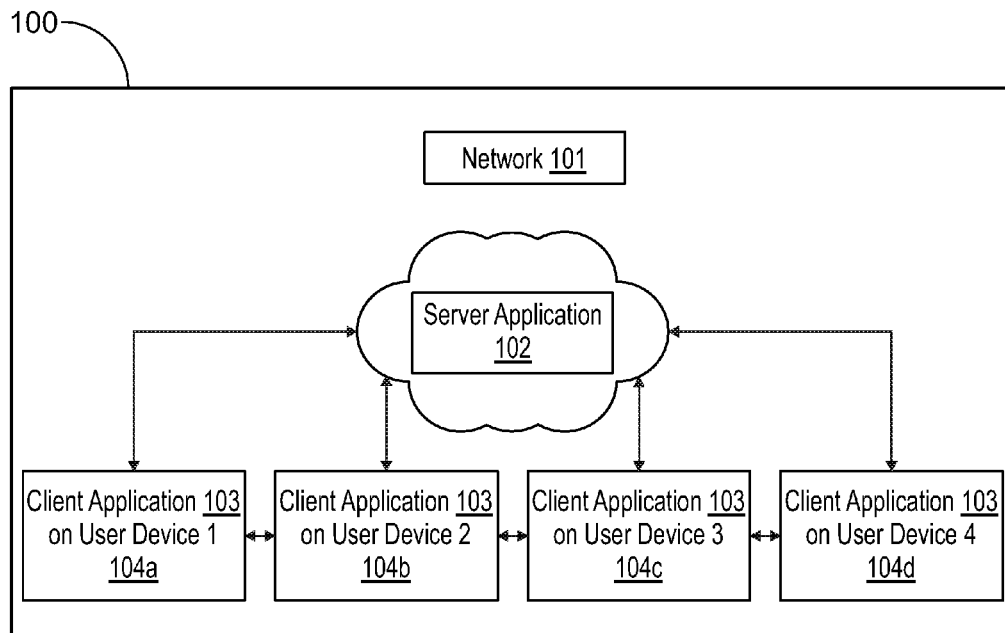 100
Network 101
Server Application
102
Client Application 103
on User Device 1
104a
Client Application 103
on User Device 2
104b
Client Application 103
on User Device 3
104c
Client Application 103
on User Device 4
104d